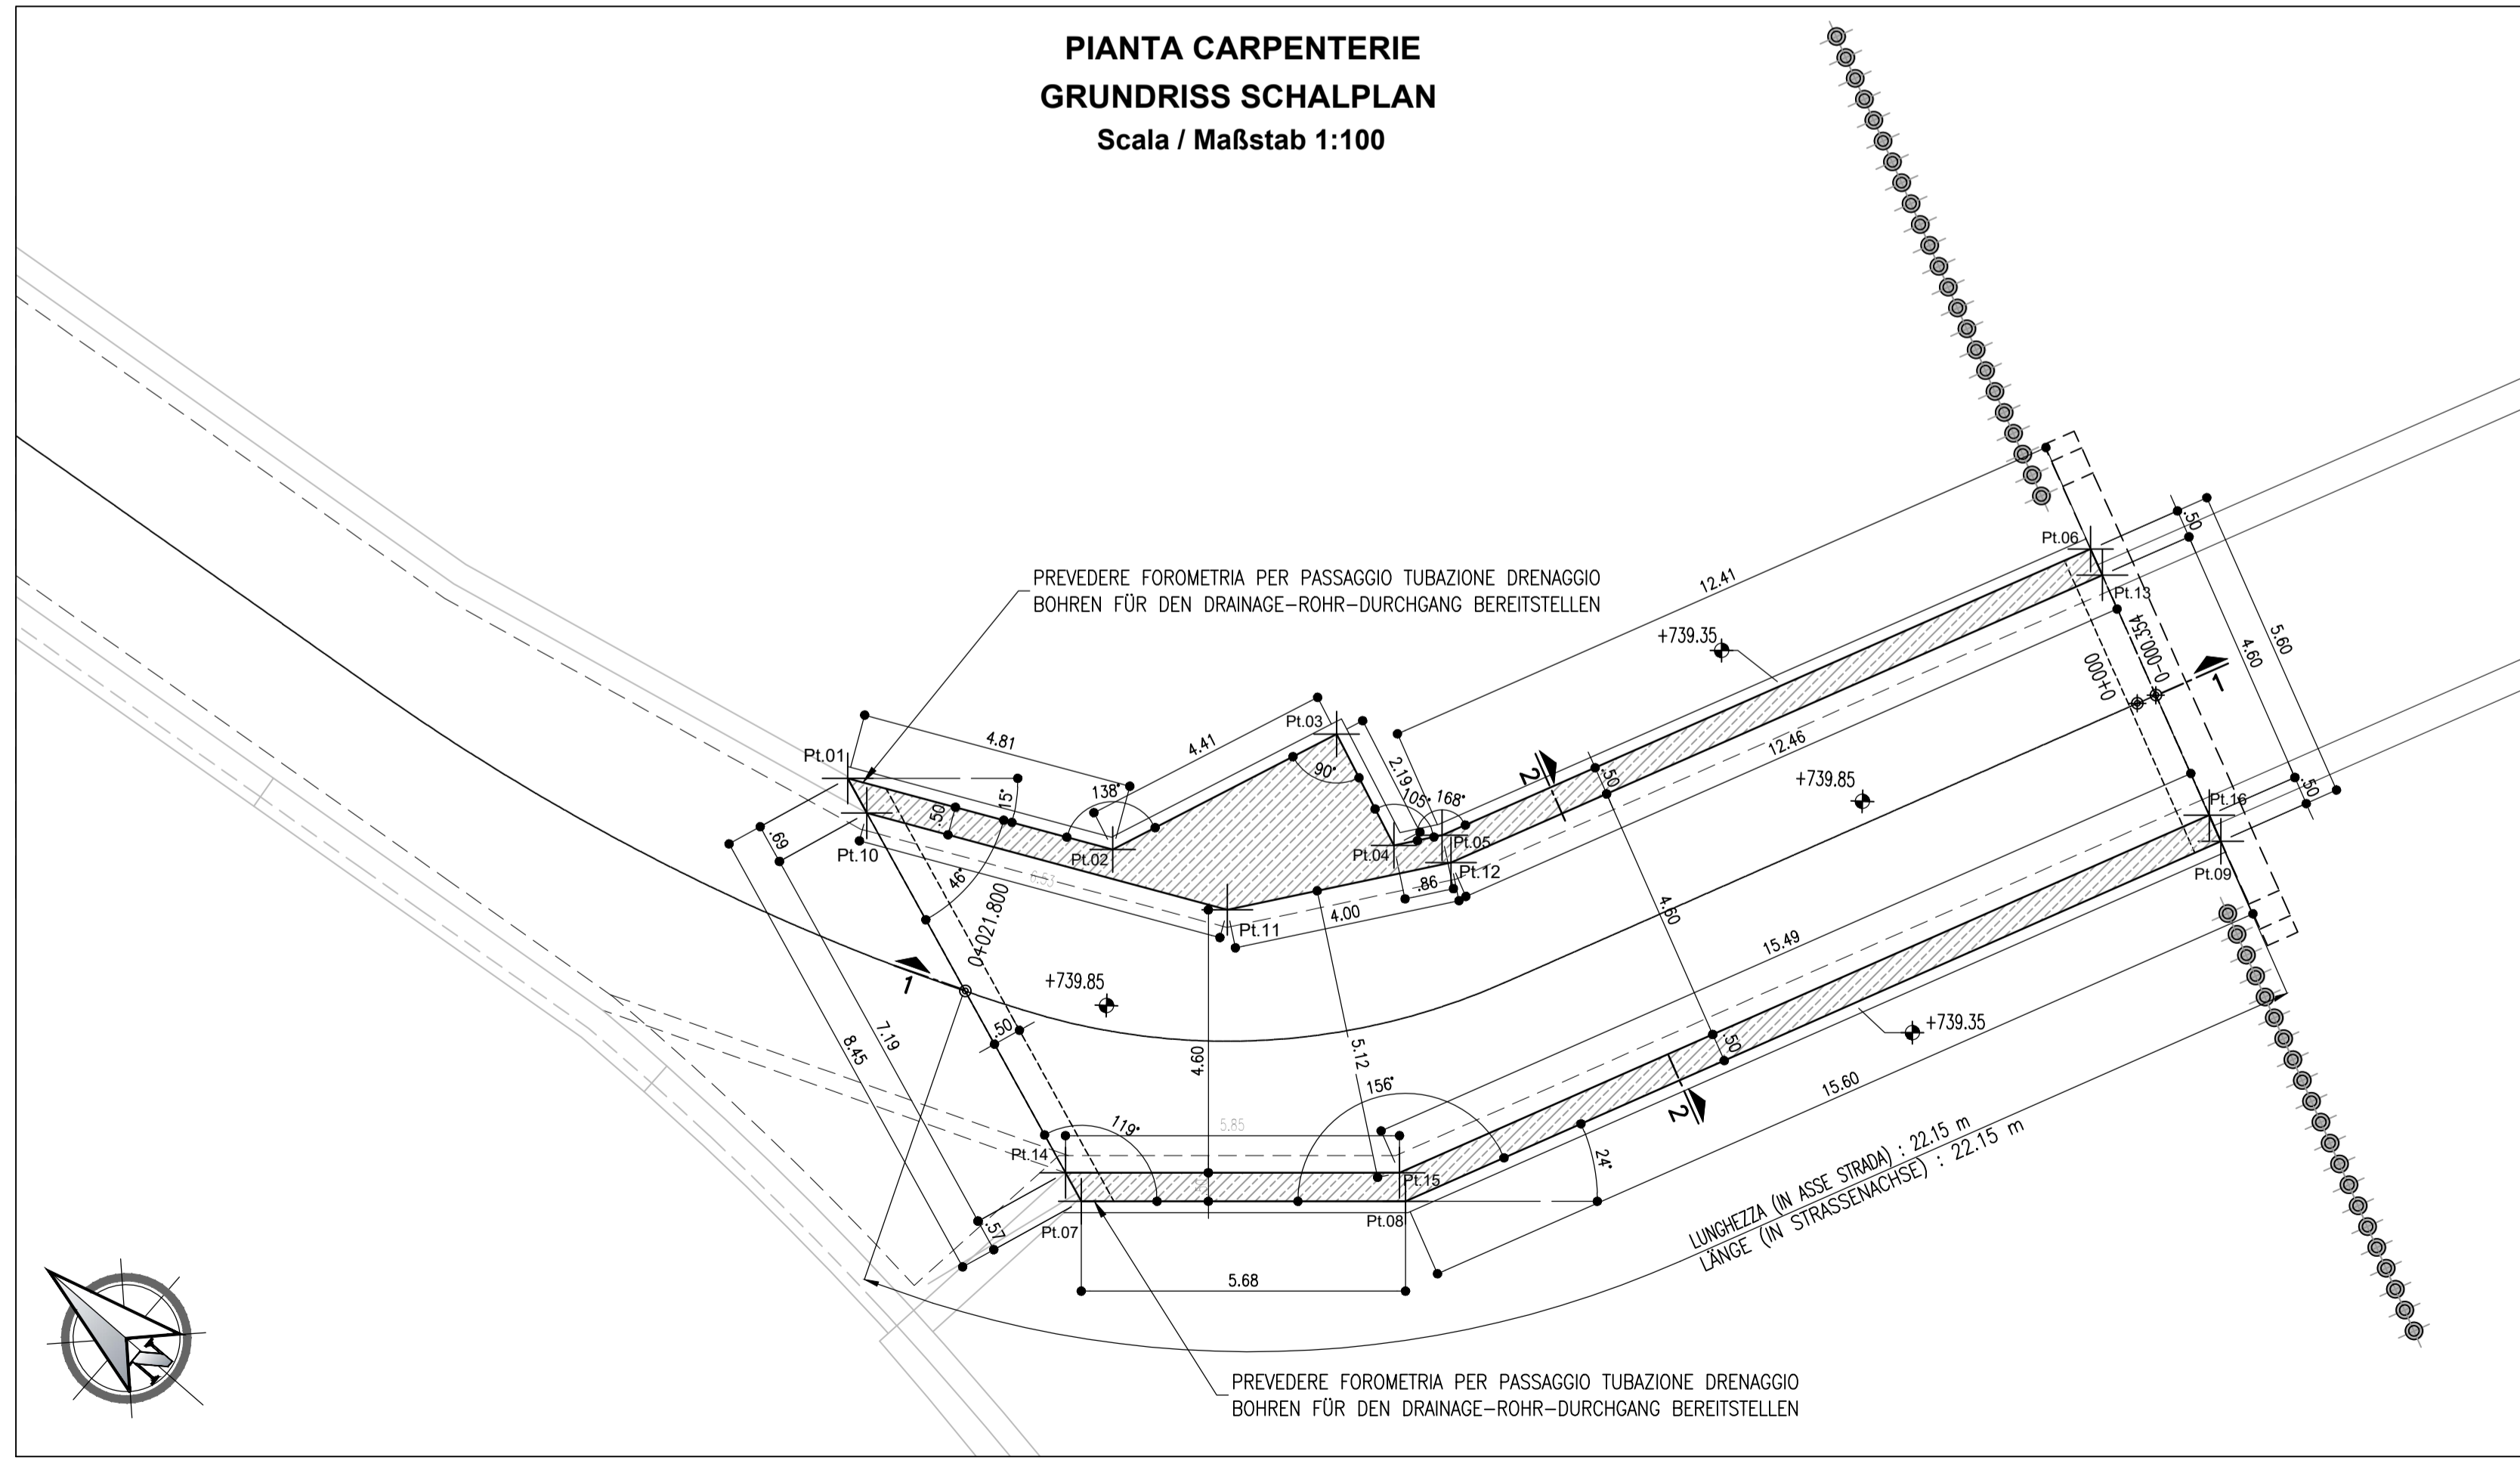 PIANTA CARPENTERIE
GRUNDRISS SCHALPLAN
Scala / Maßstab 1:100
PREVEDERE FOROMETRIA PER PASSAGGIO TUBAZIONE DRENAGGIO
BOHREN FÜR DEN DRAINAGE-ROHR-DURCHGANG BEREITSTELLEN
12.41
Pt.06
.50
Pt.13
0-000.354
0+000
4.60
5.60
1
+739.35
Pt.03
4.41
4.81
Pt.01
2.19
90°
138°
15°
.50
105°
168°
2
.50
12.46
+739.85
Pt.16
.50
Pt.09
.69
Pt.10
Pt.02
Pt.04
Pt.05
Pt.12
46°
6.53
.86
4.00
Pt.11
0+021.800
4.60
15.49
1
+739.85
+739.35
7.19
8.45
.50
4.60
5.12
.50
156°
15.60
2
119°
5.85
24°
Pt.14
Pt.15
.57
Pt.07
Pt.08
5.68
LUNGHEZZA (IN ASSE STRADA) : 22.15 m
LÄNGE (IN STRASSENACHSE) : 22.15 m
PREVEDERE FOROMETRIA PER PASSAGGIO TUBAZIONE DRENAGGIO
BOHREN FÜR DEN DRAINAGE-ROHR-DURCHGANG BEREITSTELLEN